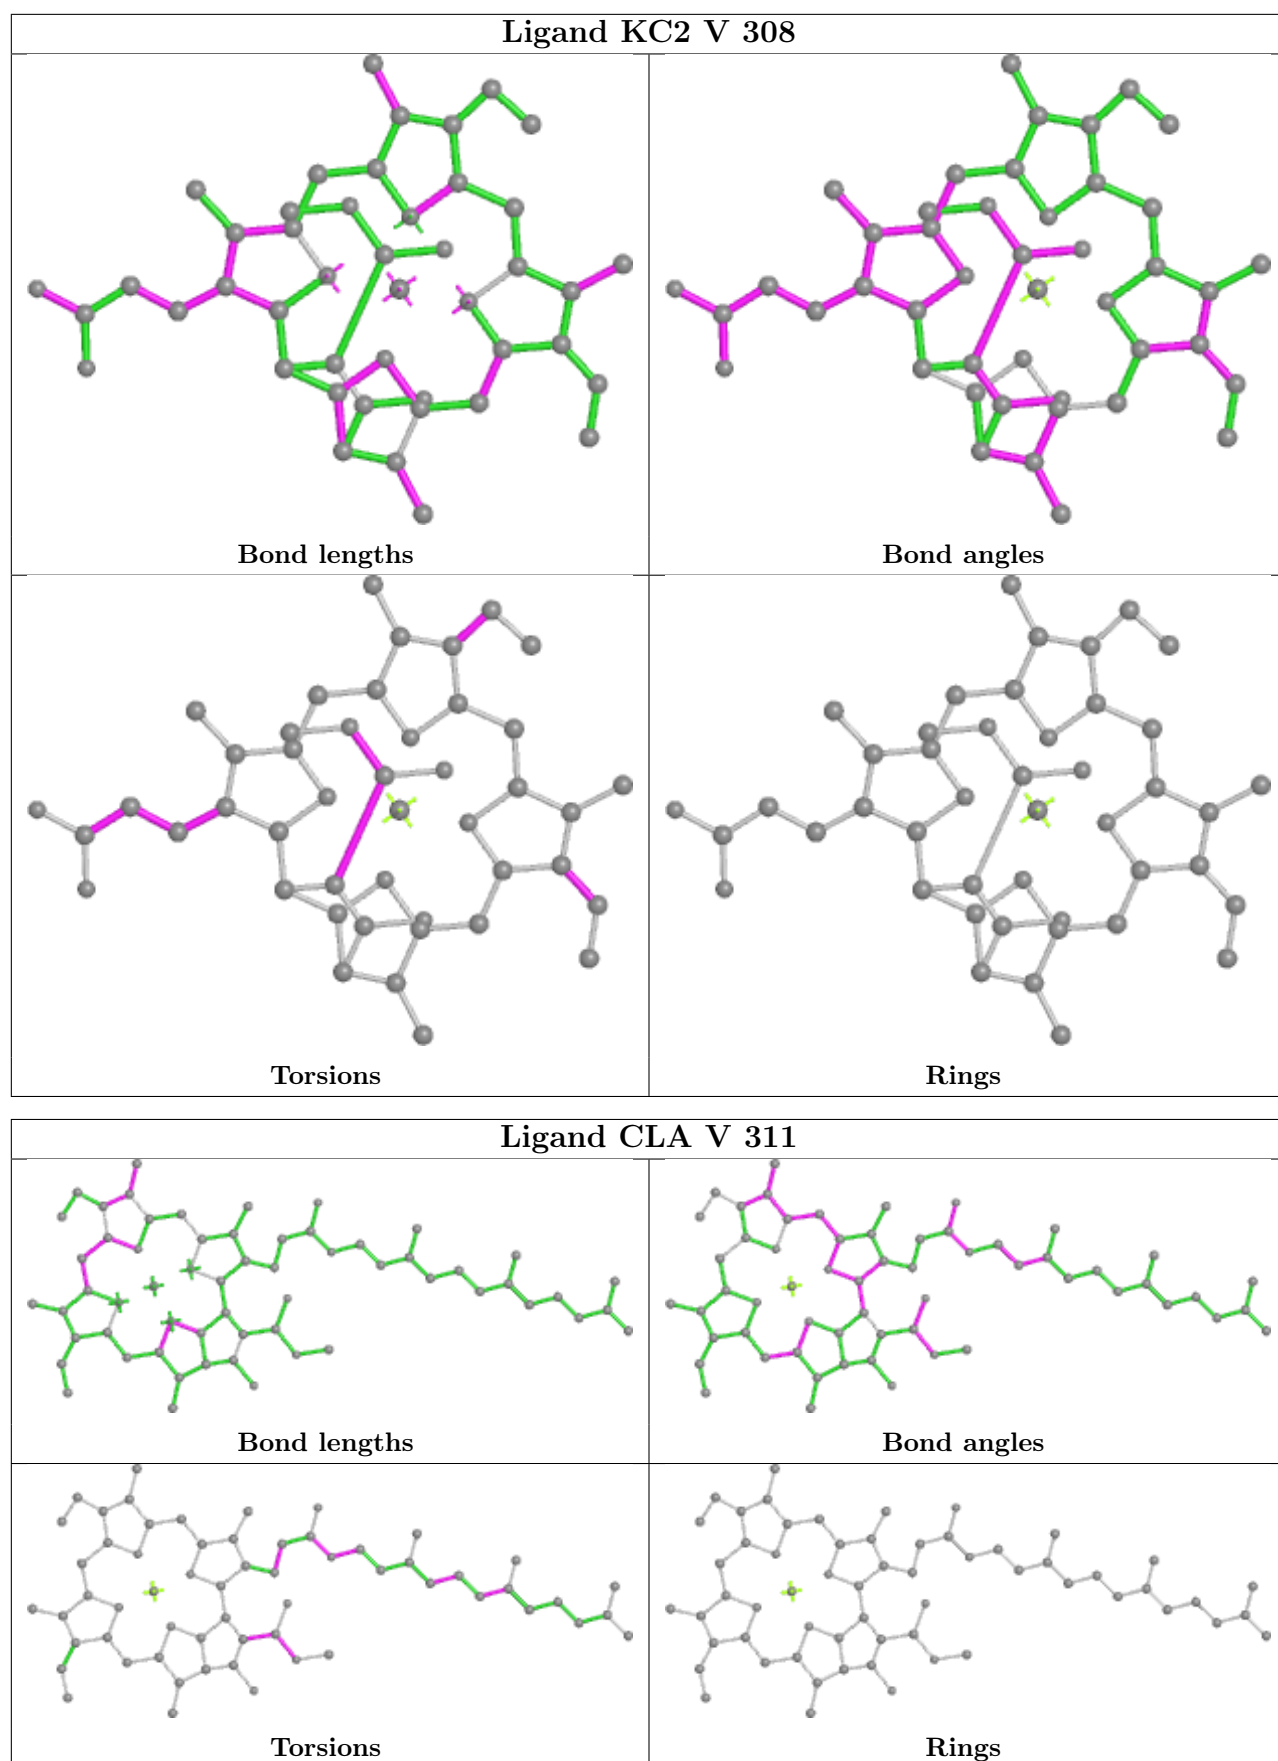 Ligand KC2 V 308
Bond lengths
Bond angles
Torsions
Rings
Ligand CLA V 311
Bond lengths
Bond angles
Torsions
Rings